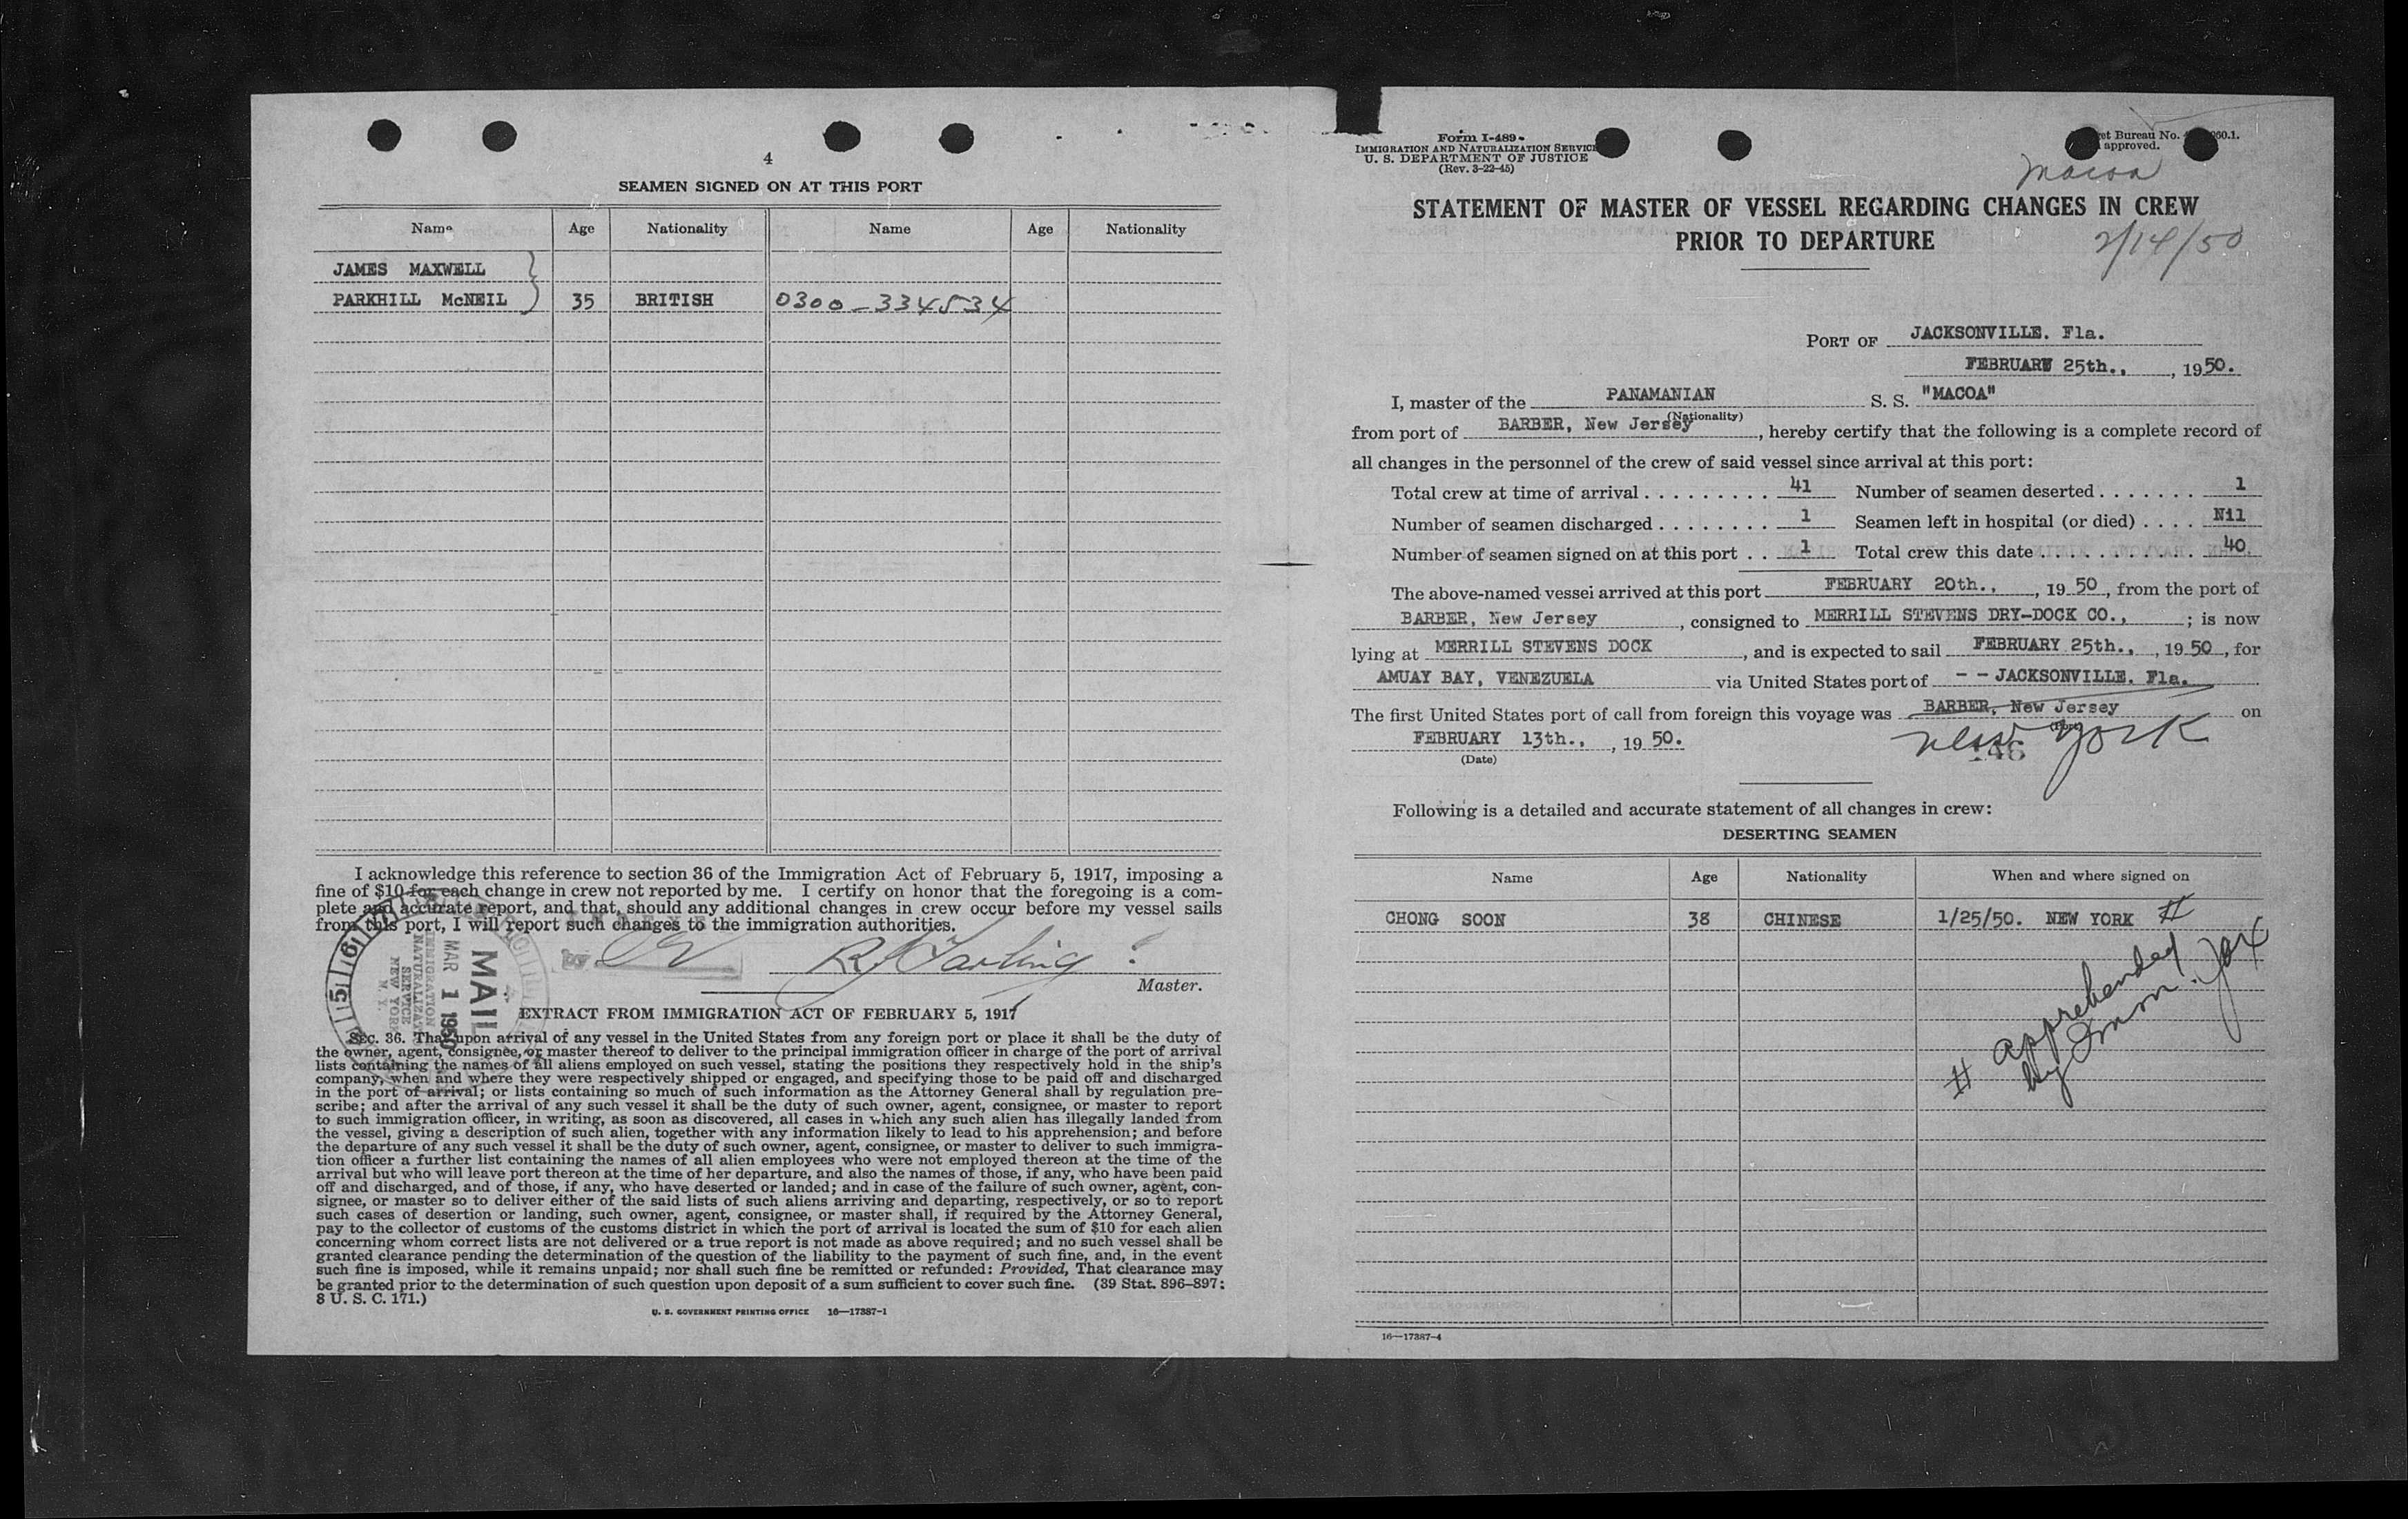 4
SEAMEN SIGNED ON AT THIS PORT
Name Age Nationality Name Age Nationality
JAMES MAXWELL
PARKHILL McNEIL } 35 BRITISH 0300-334534
I acknowledge this reference to section 36 of the Immigration Act of February 5, 1917, imposing a
fine of $10 for each change in crew not reported by me. I certify on honor that the foregoing is a com-
plete and accurate report, and that, should any additional changes in crew occur before my vessel sails
from this port, I will report such changes to the immigration authorities.
Master.
MAIL
MAR 1 1950
IMMIGRATION
NATURALIZA
SERVICE
NEW YORK
N. Y.
EXTRACT FROM IMMIGRATION ACT OF FEBRUARY 5, 1917
SEC. 36. That upon arrival of any vessel in the United States from any foreign port or place it shall be the duty of
the owner, agent, consignee, or master thereof to deliver to the principal immigration officer in charge of the port of arrival
lists containing the names of all aliens employed on such vessel, stating the positions they respectively hold in the ship's
company, when and where they were respectively shipped or engaged, and specifying those to be paid off and discharged
in the port of arrival; or lists containing so much of such information as the Attorney General shall by regulation pre-
scribe; and after the arrival of any such vessel it shall be the duty of such owner, agent, consignee, or master to report
to such immigration officer, in writing, as soon as discovered, all cases in which any such alien has illegally landed from
the vessel, giving a description of such alien, together with any information likely to lead to his apprehension; and before
the departure of any such vessel it shall be the duty of such owner, agent, consignee, or master to deliver to such immigra-
tion officer a further list containing the names of all alien employees who were not employed thereon at the time of the
arrival but who will leave port thereon at the time of her departure, and also the names of those, if any, who have been paid
off and discharged, and of those, if any, who have deserted or landed; and in case of the failure of such owner, agent, con-
signee, or master so to deliver either of the said lists of such aliens arriving and departing, respectively, or so to report
such cases of desertion or landing, such owner, agent, consignee, or master shall, if required by the Attorney General,
pay to the collector of customs of the customs district in which the port of arrival is located the sum of $10 for each alien
concerning whom correct lists are not delivered or a true report is not made as above required; and no such vessel shall be
granted clearance pending the determination of the question of the liability to the payment of such fine, and, in the event
such fine is imposed, while it remains unpaid; nor shall such fine be remitted or refunded: Provided, That clearance may
be granted prior to the determination of such question upon deposit of a sum sufficient to cover such fine. (39 Stat. 896-897;
8 U. S. C. 171.)
U. S. GOVERNMENT PRINTING OFFICE 16—17387-1
Form I-489
IMMIGRATION AND NATURALIZATION SERVICE
U. S. DEPARTMENT OF JUSTICE
(Rev. 3-22-45)
et Bureau No. 060.1.
approved.
Macoa
STATEMENT OF MASTER OF VESSEL REGARDING CHANGES IN CREW
PRIOR TO DEPARTURE
2/14/50
PORT OF JACKSONVILLE. Fla.
FEBRUARY 25th., , 19 50.
I, master of the PANAMANIAN S. S. "MACOA"
(Nationality)
from port of BARBER, New Jersey, hereby certify that the following is a complete record of
all changes in the personnel of the crew of said vessel since arrival at this port:
Total crew at time of arrival . . . . . . . . . 41 Number of seamen deserted . . . . . . . 1
Number of seamen discharged . . . . . . . . 1 Seamen left in hospital (or died) . . . . Nil
Number of seamen signed on at this port . . 1 Total crew this date . . . . . . . . . . . 40
The above-named vessel arrived at this port FEBRUARY 20th., , 19 50, from the port of
BARBER, New Jersey, consigned to MERRILL STEVENS DRY-DOCK CO., ; is now
lying at MERRILL STEVENS DOCK, and is expected to sail FEBRUARY 25th., , 19 50, for
AMUAY BAY, VENEZUELA via United States port of - - JACKSONVILLE. Fla.
The first United States port of call from foreign this voyage was BARBER, New Jersey on
New York
FEBRUARY 13th., , 19 50.
(Date)
146
Following is a detailed and accurate statement of all changes in crew:
DESERTING SEAMEN
Name Age Nationality When and where signed on
CHONG SOON 38 CHINESE 1/25/50. NEW YORK #
# apprehended
by Immn. Jax
16—17387-4